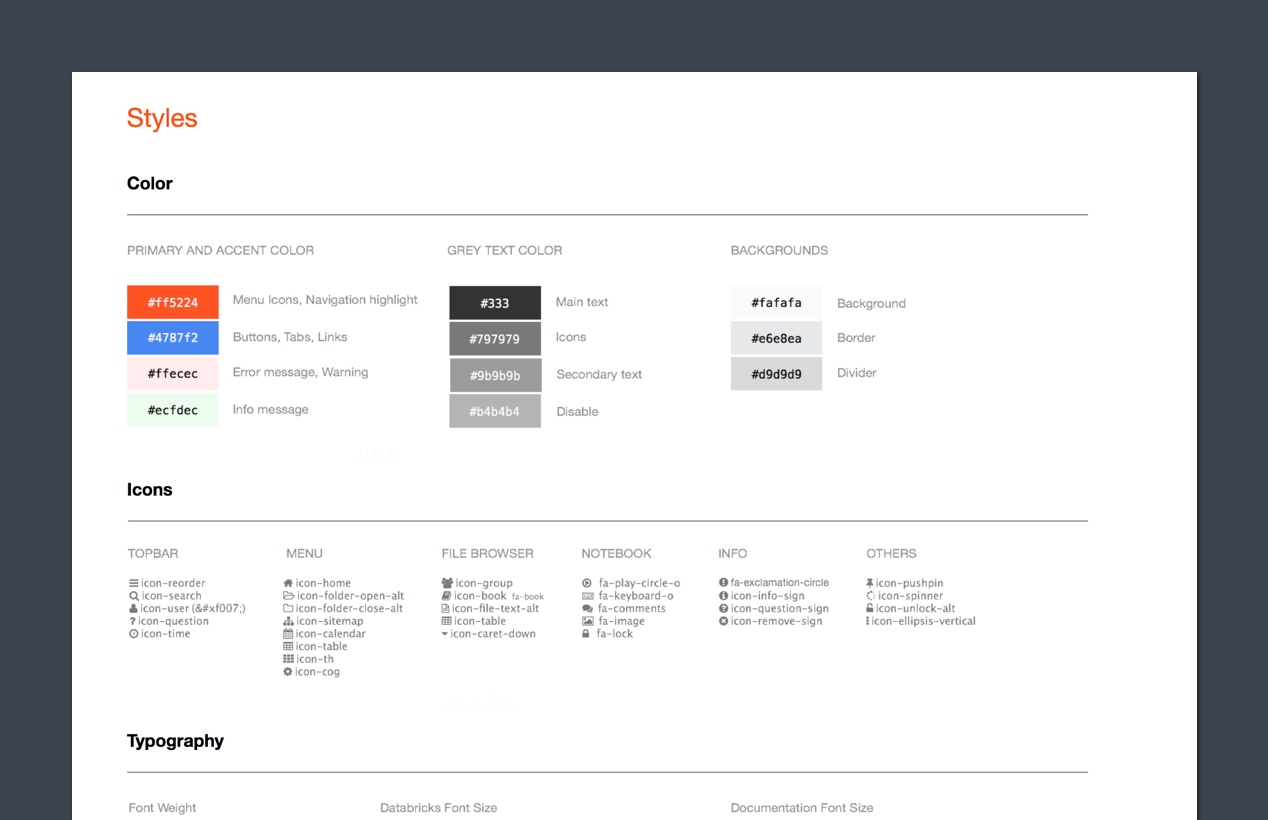 Styles
Color
PRIMARY AND ACCENT COLOR
#ff5224 Menu Icons, Navigation highlight
#4787f2 Buttons, Tabs, Links
#ffecec Error message, Warning
#ecfdec Info message
GREY TEXT COLOR
#333 Main text
#797979 Icons
#9b9b9b Secondary text
#b4b4b4 Disable
BACKGROUNDS
#fafafa Background
#e6e8ea Border
#d9d9d9 Divider
Icons
TOPBAR
icon-reorder
icon-search
icon-user (&#xf007;)
icon-question
icon-time
MENU
icon-home
icon-folder-open-alt
icon-folder-close-alt
icon-sitemap
icon-calendar
icon-table
icon-th
icon-cog
FILE BROWSER
icon-group
icon-book fa-book
icon-file-text-alt
icon-table
icon-caret-down
NOTEBOOK
fa-play-circle-o
fa-keyboard-o
fa-comments
fa-image
fa-lock
INFO
fa-exclamation-circle
icon-info-sign
icon-question-sign
icon-remove-sign
OTHERS
icon-pushpin
icon-spinner
icon-unlock-alt
icon-ellipsis-vertical
Typography
Font Weight
Databricks Font Size
Documentation Font Size